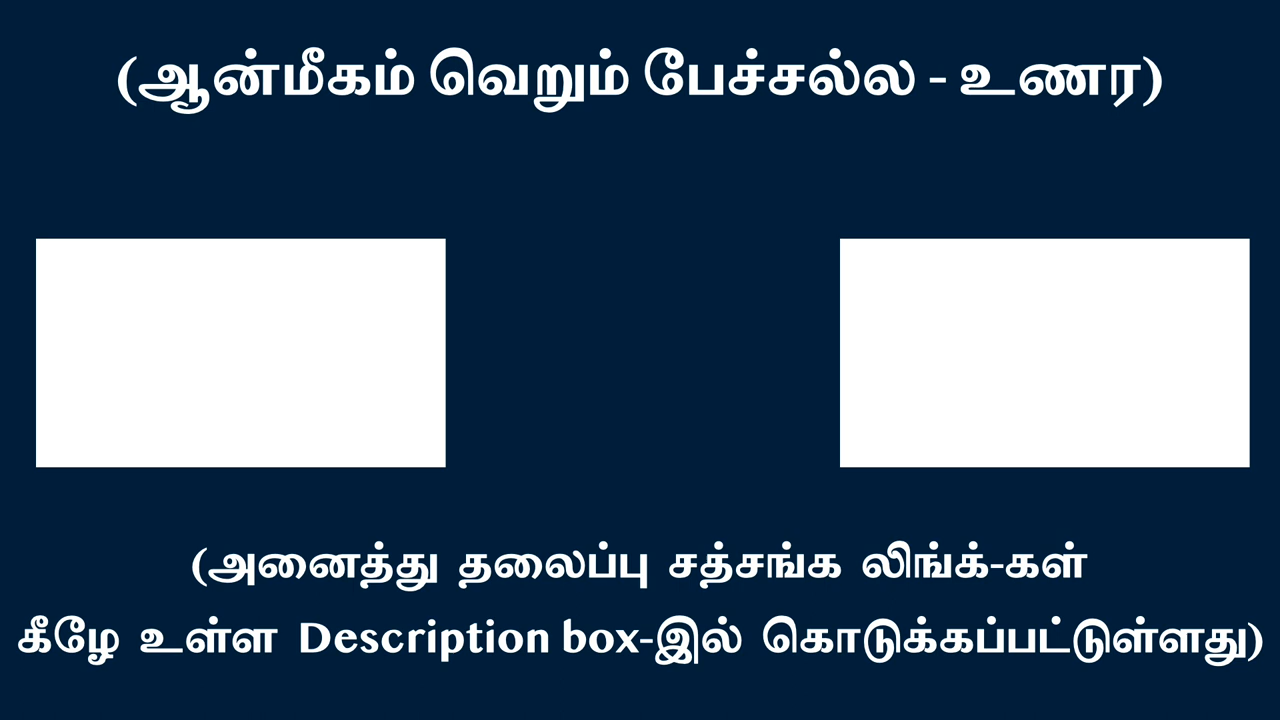 (ஆன்மீகம் வெறும் பேச்சல்ல - உணர)
(அனைத்து தலைப்பு சத்சங்க லிங்க்-கள்
கீழே உள்ள Description box-இல் கொடுக்கப்பட்டுள்ளது)